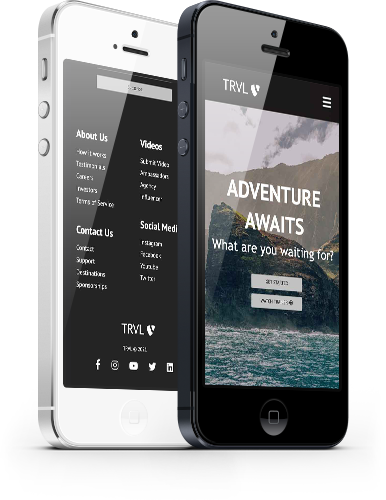 About Us
How it works
Testimonials
Careers
Investors
Terms of Service
Videos
Submit Video
Ambassadors
Agency
Influencer
Contact Us
Contact
Support
Destinations
Sponsorships
Social Medi
Instagram
Facebook
Youtube
Twitter
TRVL
TRVL © 2021
TRVL
ADVENTURE
AWAITS
What are you waiting for?
GET STARTED
WATCH TRAILER